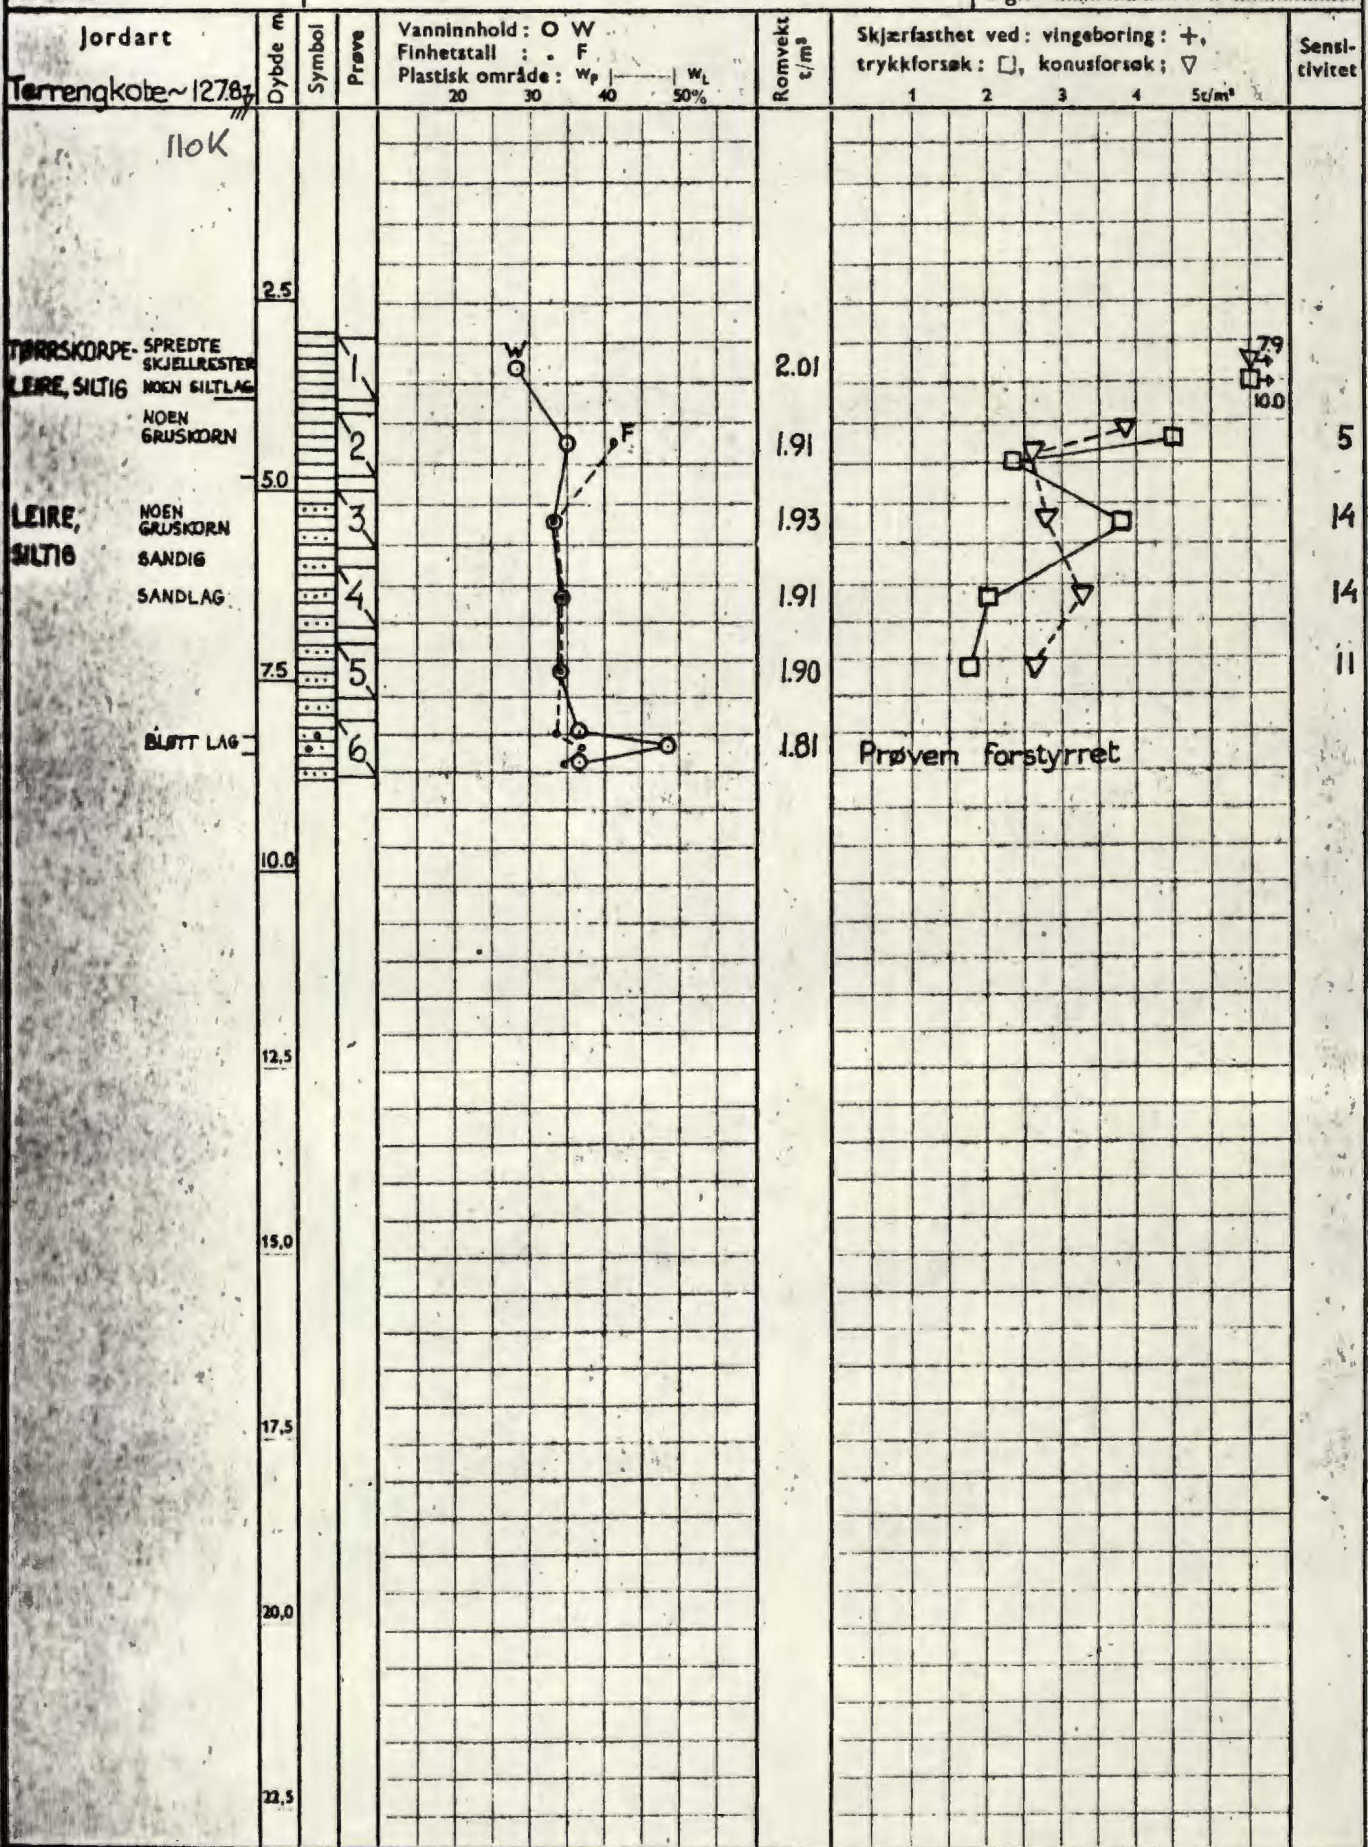 Jordart
Terrengkote ~ 127.87
Dybde m
Symbol
Prøve
Vanninnhold : O W
Finhetstall : . F
Plastisk område : Wp |——| WL
20 30 40 50%
Romvekt t/m³
Skjærfasthet ved : vingeboring : +,
trykkforsøk : □, konusforsøk ; ▽
1 2 3 4 5t/m²
Sensi-
tivitet
110K
2.5
TØRRSKORPE- SPREDTE
SKJELLRESTER
LEIRE, SILTIG NOEN SILTLAG
1
W
2.01
7.9
10.0
NOEN
GRUSKORN
2
F
1.91
5
5.0
LEIRE, NOEN
GRUSKORN
3
1.93
14
SILTIG SANDIG
SANDLAG
4
1.91
14
7.5
5
1.90
11
BLØTT LAG
6
1.81
Prøven forstyrret
10.0
12,5
15,0
17,5
20,0
22,5